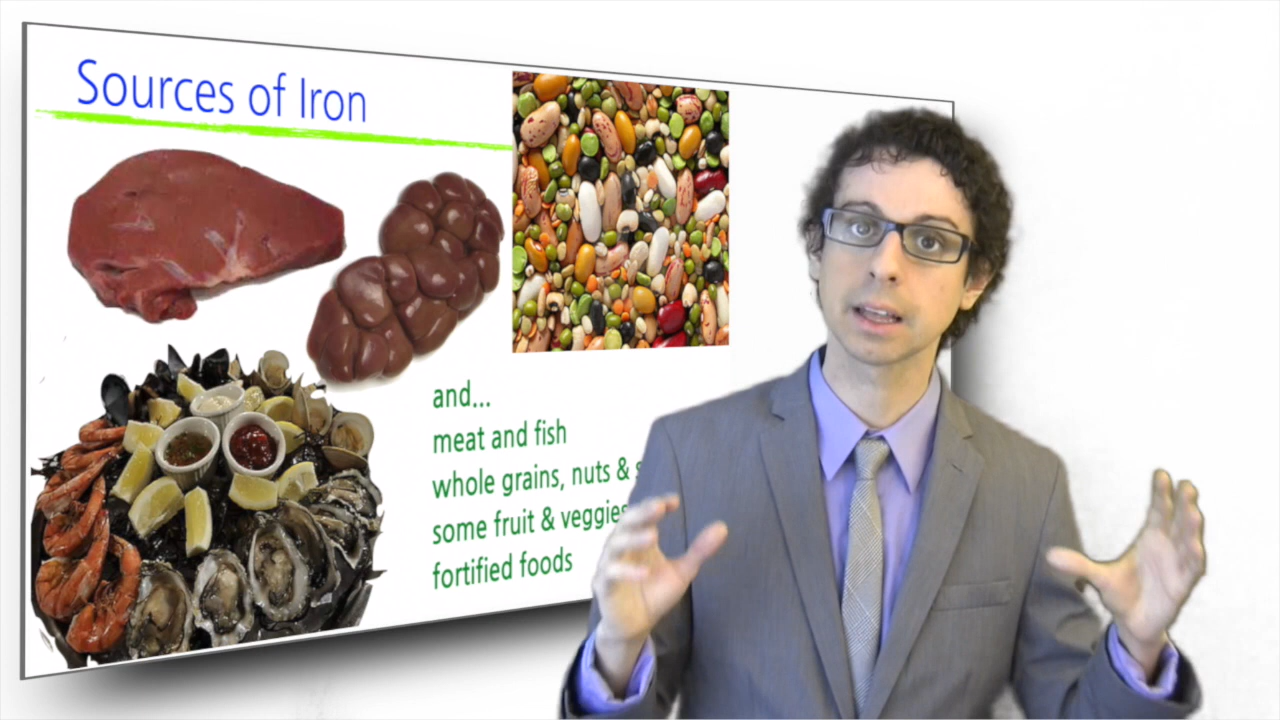 Sources of Iron
and...
meat and fish
whole grains, nuts &
some fruit & veggies
fortified foods